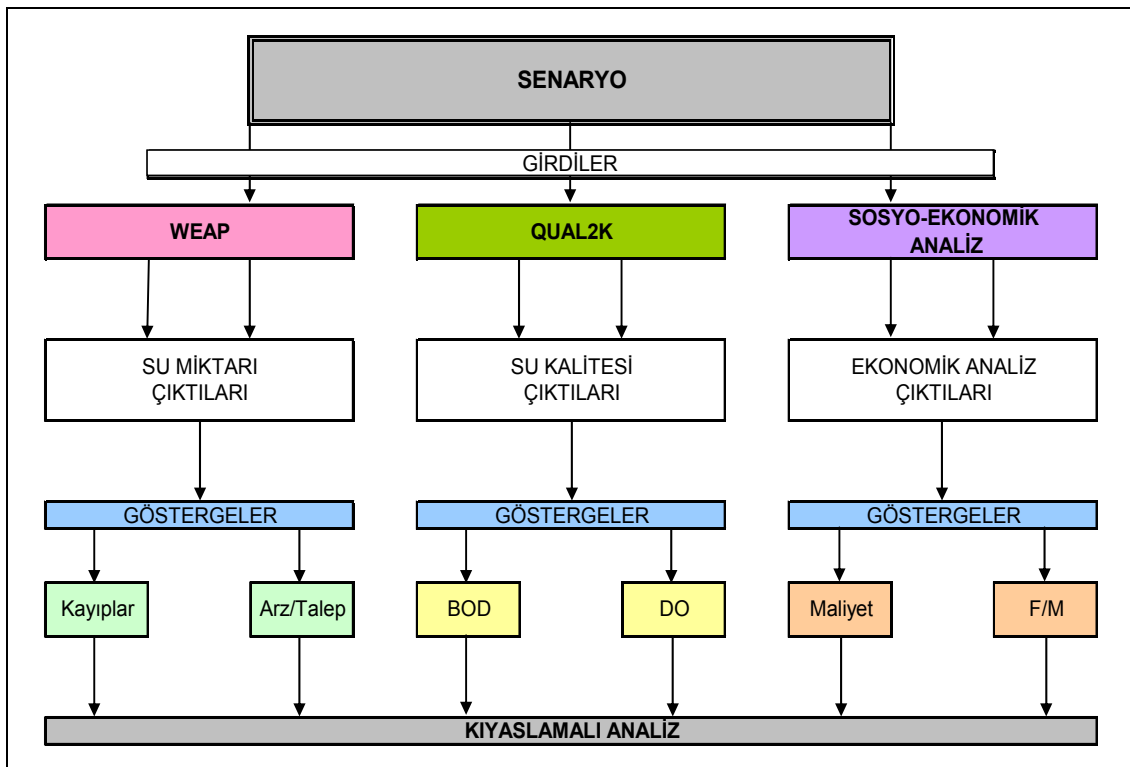 SENARYO
GİRDİLER
WEAP
QUAL2K
SOSYO-EKONOMİK
ANALİZ
SU MİKTARI
ÇIKTILARI
SU KALİTESİ
ÇIKTILARI
EKONOMİK ANALİZ
ÇIKTILARI
GÖSTERGELER
GÖSTERGELER
GÖSTERGELER
Kayıplar
Arz/Talep
BOD
DO
Maliyet
F/M
KIYASLAMALI ANALİZ